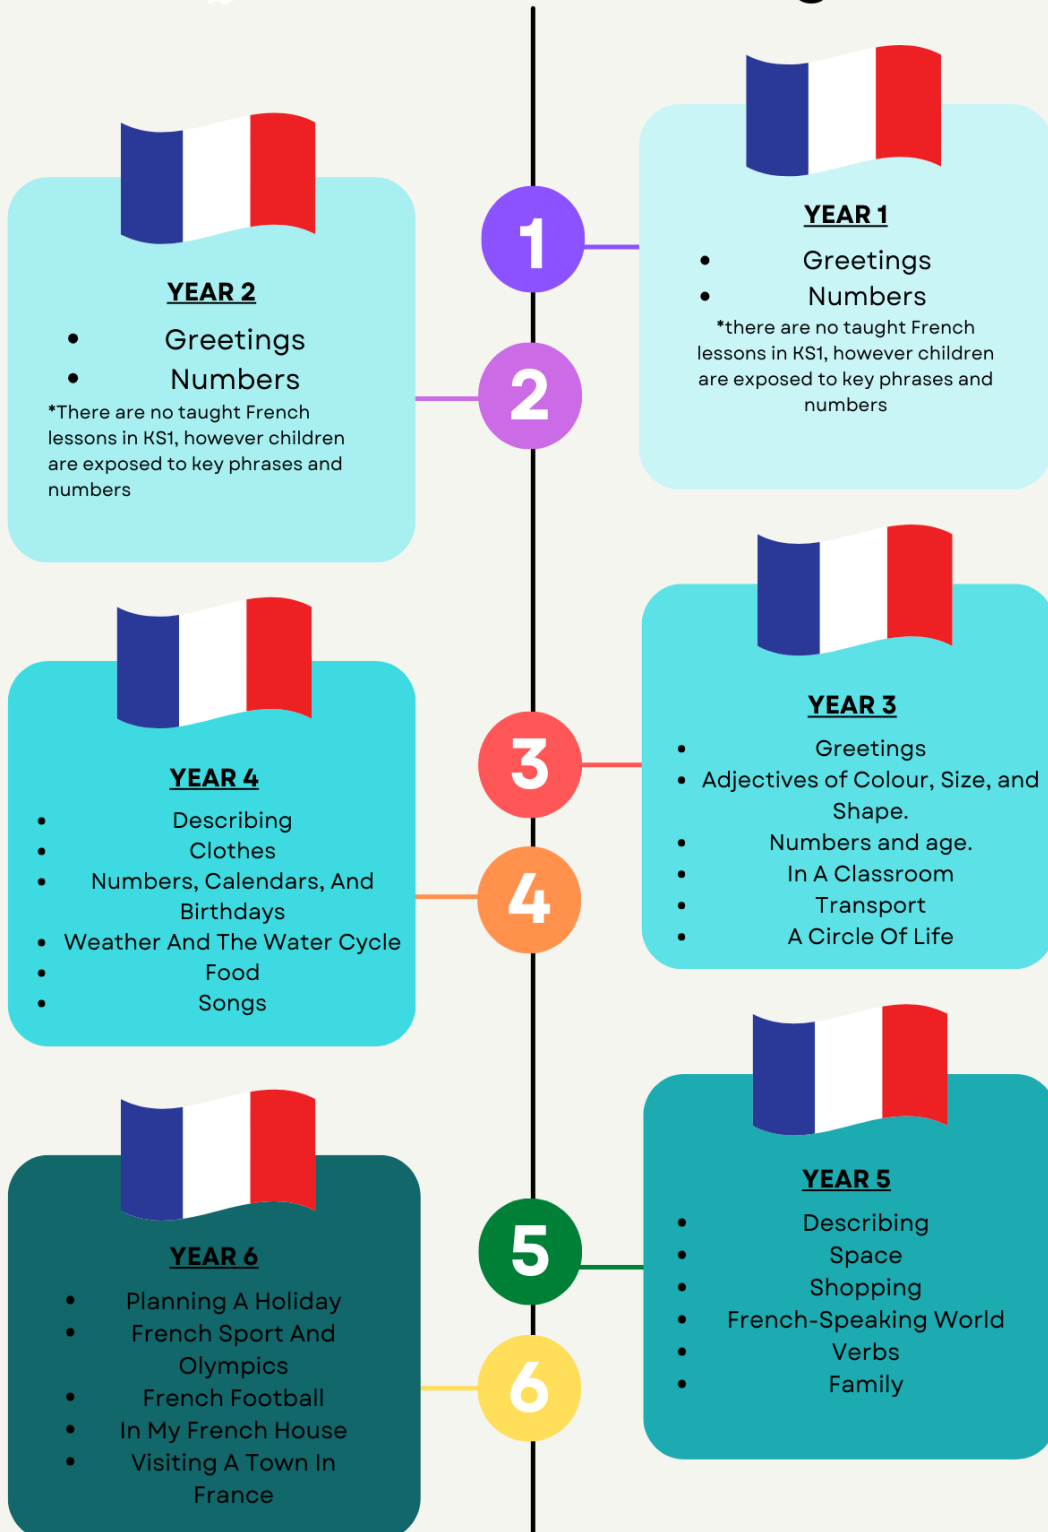 1
YEAR 1
• Greetings
• Numbers
*there are no taught French
lessons in KS1, however children
are exposed to key phrases and
numbers
2
YEAR 2
• Greetings
• Numbers
*There are no taught French
lessons in KS1, however children
are exposed to key phrases and
numbers
3
YEAR 3
• Greetings
• Adjectives of Colour, Size, and
Shape.
• Numbers and age.
• In A Classroom
• Transport
• A Circle Of Life
4
YEAR 4
• Describing
• Clothes
• Numbers, Calendars, And
Birthdays
• Weather And The Water Cycle
• Food
• Songs
5
YEAR 5
• Describing
• Space
• Shopping
• French-Speaking World
• Verbs
• Family
6
YEAR 6
• Planning A Holiday
• French Sport And
Olympics
• French Football
• In My French House
• Visiting A Town In
France